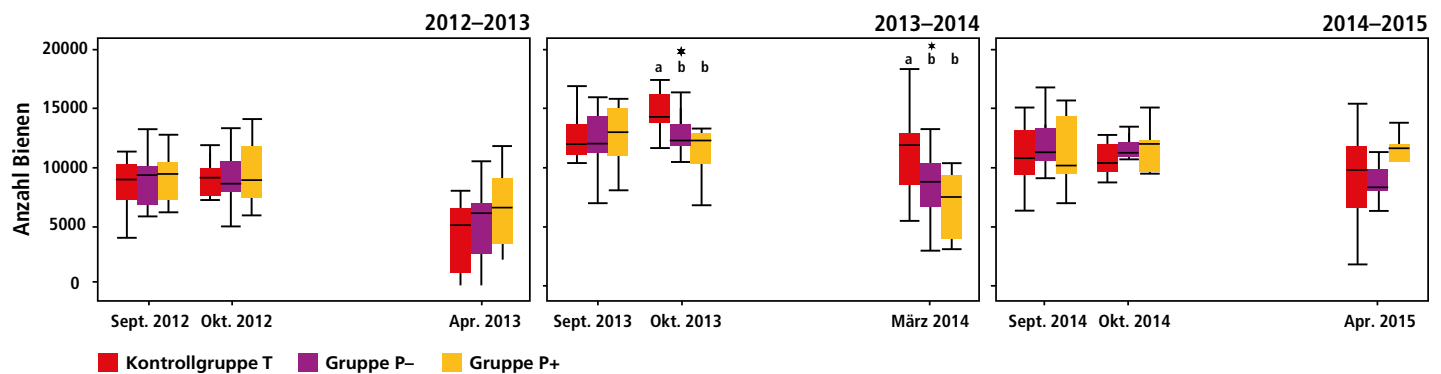 2012–2013
2013–2014
2014–2015
Anzahl Bienen
20000
15000
10000
5000
0
a b b
a b b
Sept. 2012 Okt. 2012 Apr. 2013
Sept. 2013 Okt. 2013 März 2014
Sept. 2014 Okt. 2014 Apr. 2015
Kontrollgruppe T Gruppe P– Gruppe P+